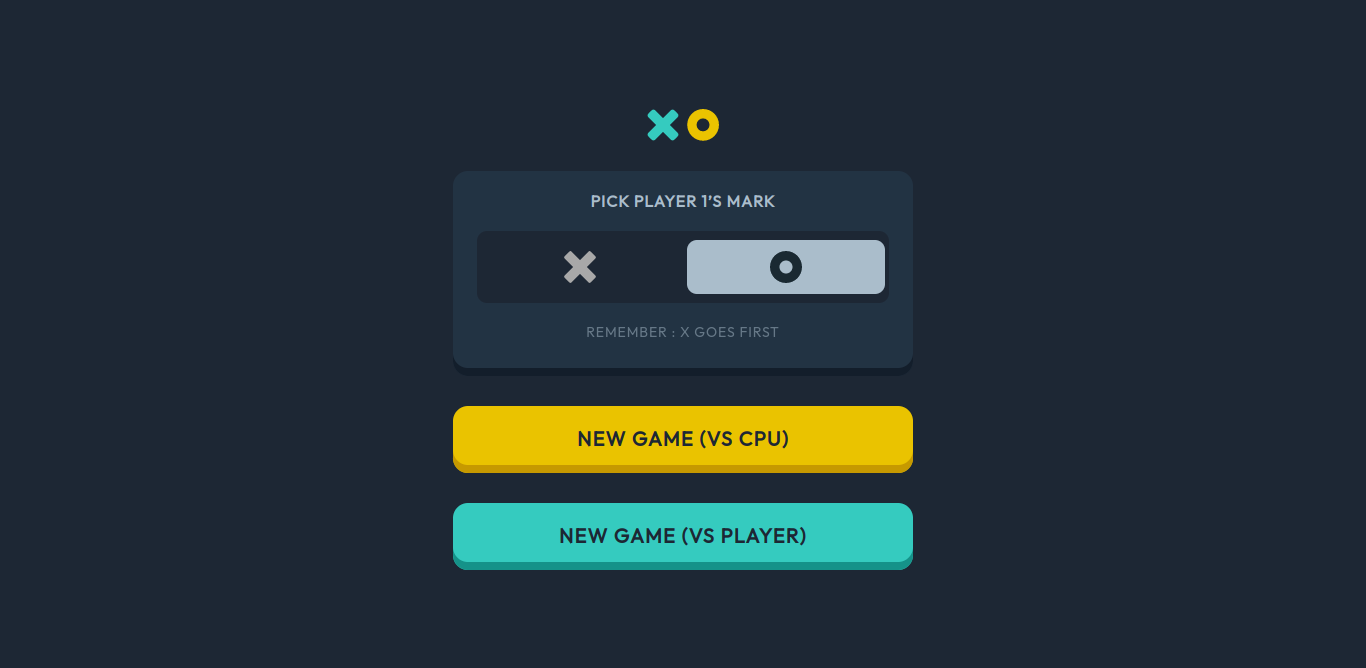 PICK PLAYER 1'S MARK
REMEMBER : X GOES FIRST
NEW GAME (VS CPU)
NEW GAME (VS PLAYER)